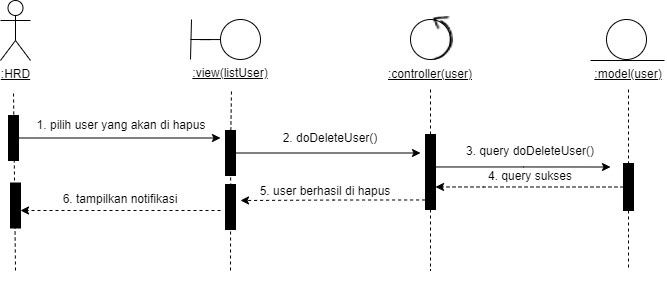 :HRD
:view(listUser)
:controller(user)
:model(user)
1. pilih user yang akan di hapus
2. doDeleteUser()
3. query doDeleteUser()
4. query sukses
5. user berhasil di hapus
6. tampilkan notifikasi